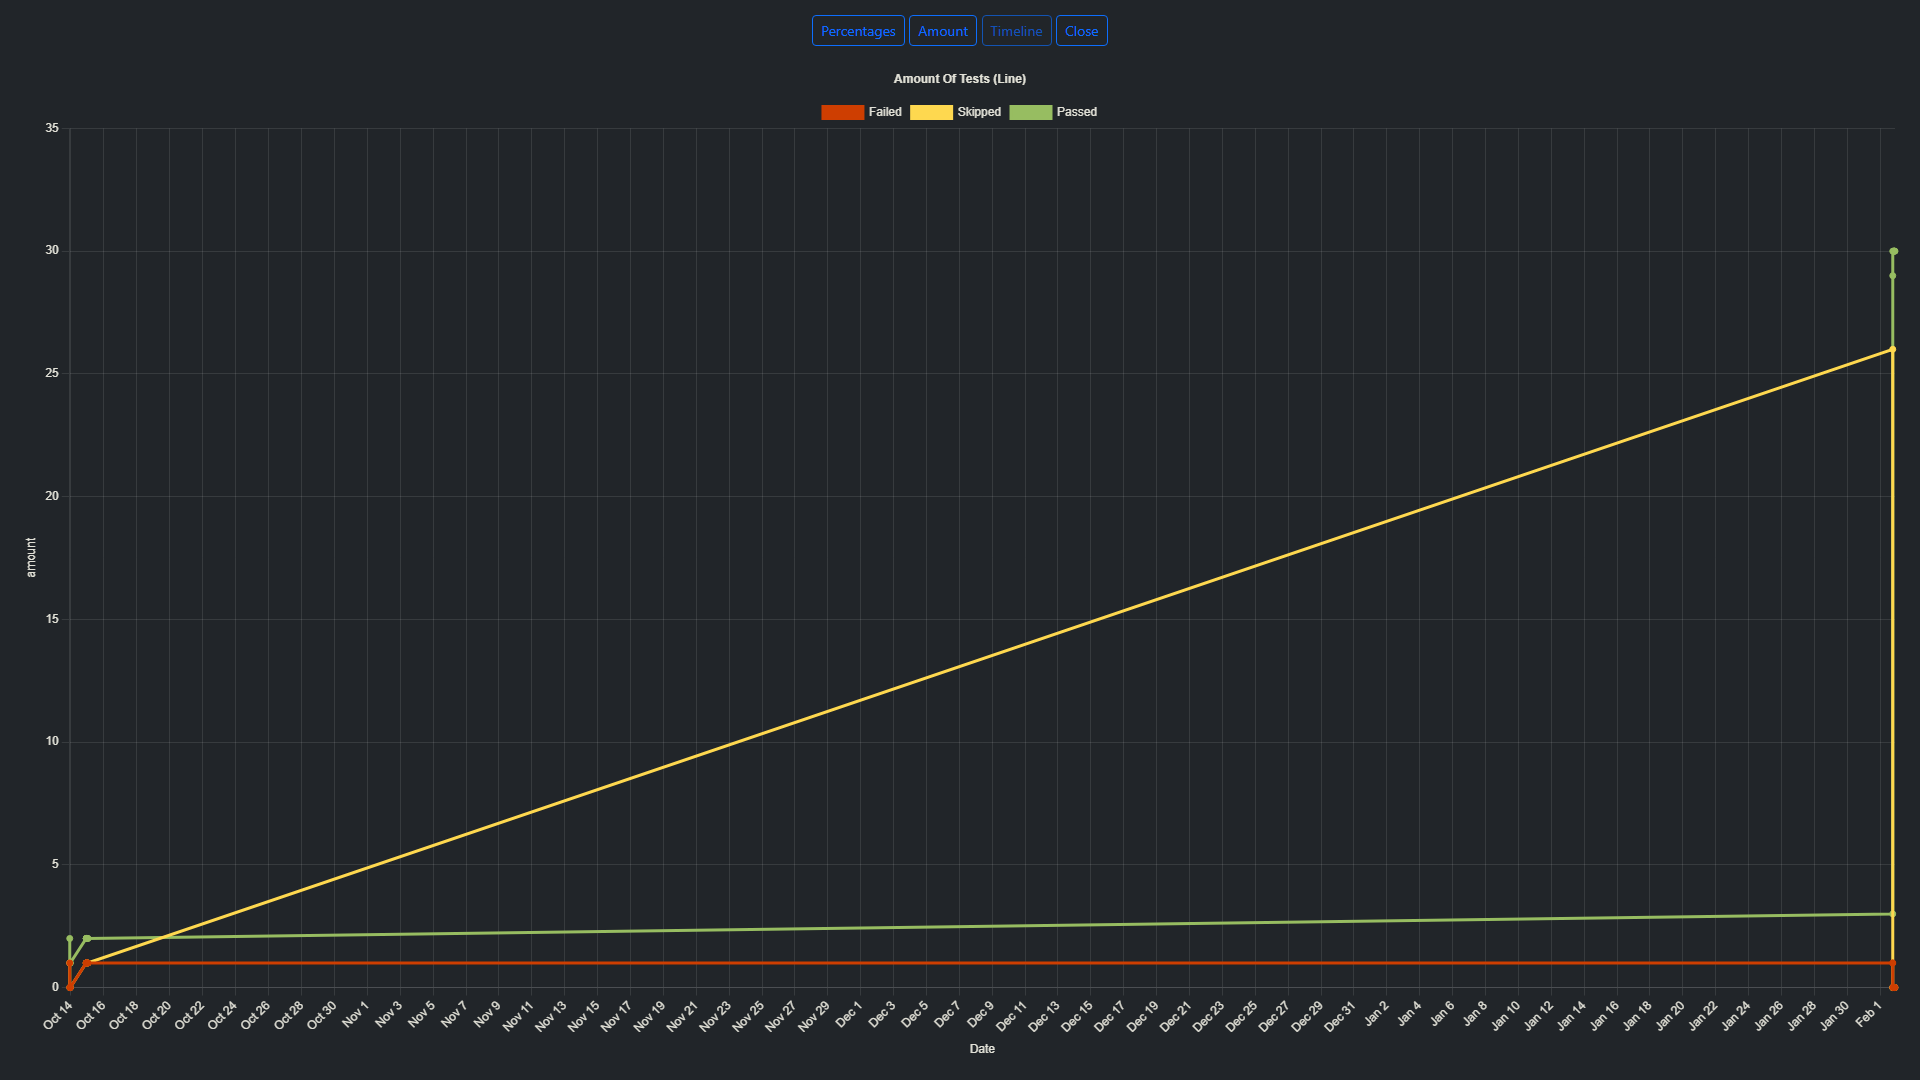 Percentages Amount Timeline Close
Amount Of Tests (Line)
Failed Skipped Passed
35
30
25
20
15
10
5
0
amount
Oct 14 Oct 16 Oct 18 Oct 20 Oct 22 Oct 24 Oct 26 Oct 28 Oct 30 Nov 1 Nov 3 Nov 5 Nov 7 Nov 9 Nov 11 Nov 13 Nov 15 Nov 17 Nov 19 Nov 21 Nov 23 Nov 25 Nov 27 Nov 29 Dec 1 Dec 3 Dec 5 Dec 7 Dec 9 Dec 11 Dec 13 Dec 15 Dec 17 Dec 19 Dec 21 Dec 23 Dec 25 Dec 27 Dec 29 Dec 31 Jan 2 Jan 4 Jan 6 Jan 8 Jan 10 Jan 12 Jan 14 Jan 16 Jan 18 Jan 20 Jan 22 Jan 24 Jan 26 Jan 28 Jan 30 Feb 1
Date